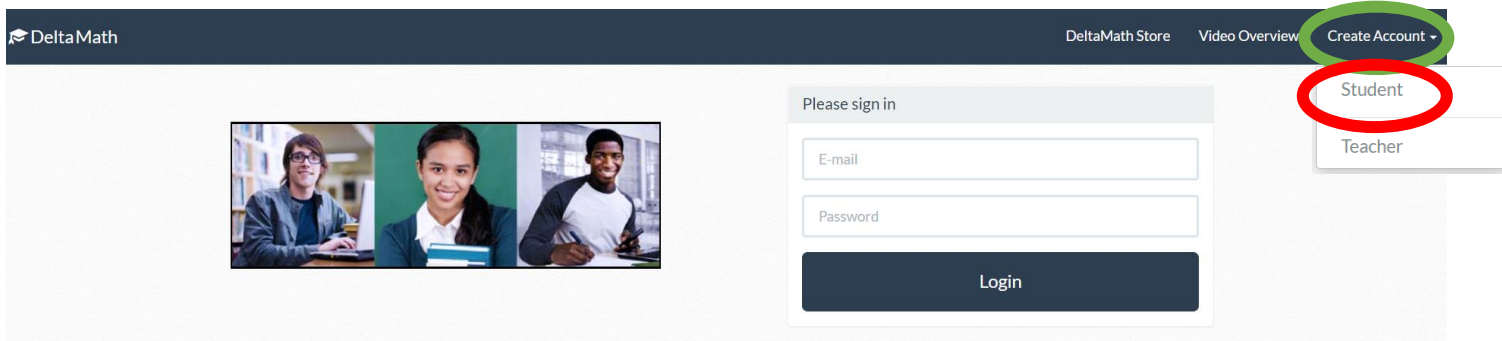 DeltaMath
DeltaMath Store Video Overview Create Account
Student
Teacher
Please sign in
E-mail
Password
Login